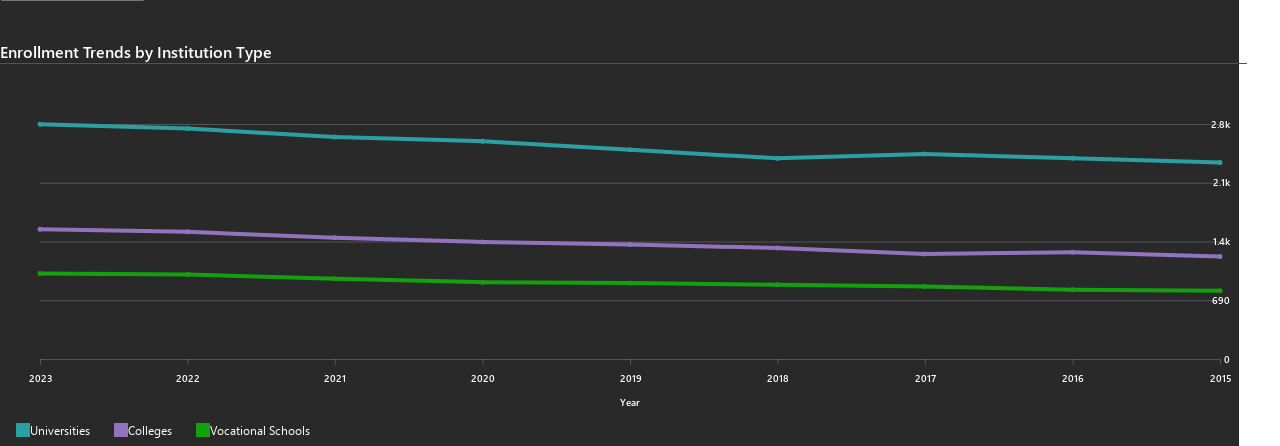 Enrollment Trends by Institution Type
2.8k
2.1k
1.4k
690
0
2023 2022 2021 2020 2019 2018 2017 2016 2015
Year
Universities Colleges Vocational Schools